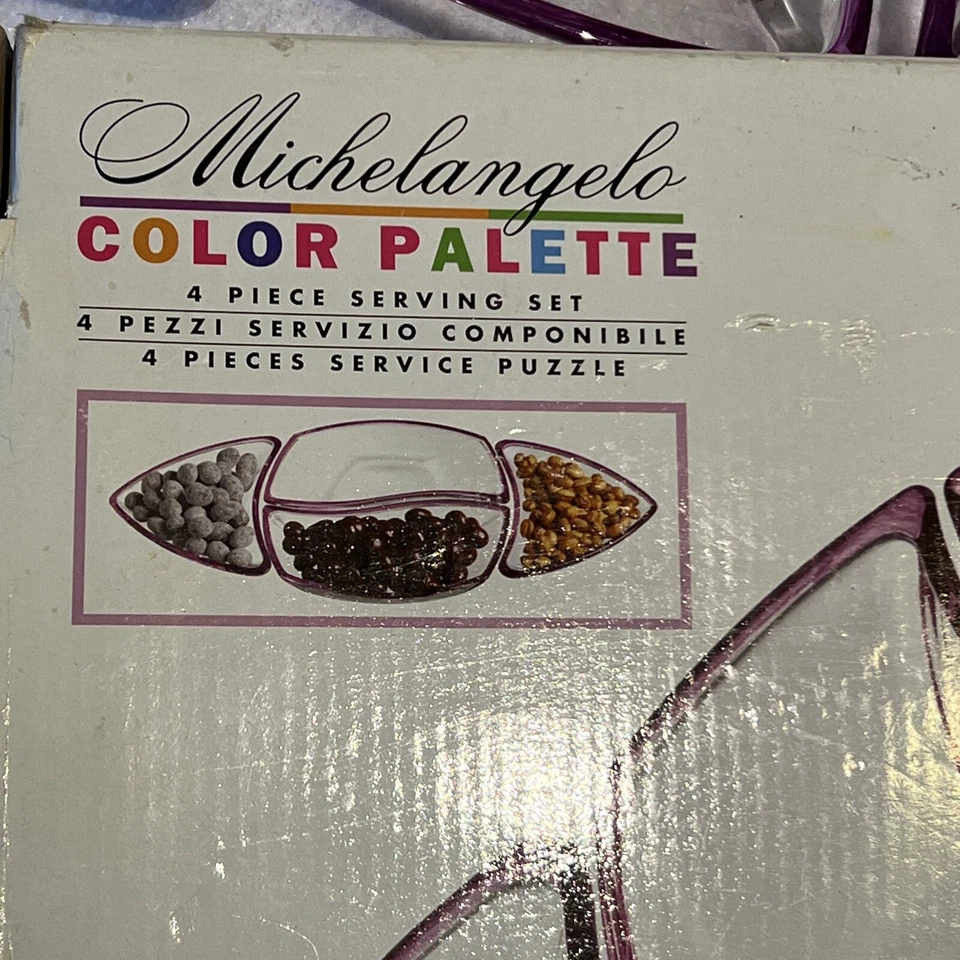 Michelangelo
COLOR PALETTE
4 PIECE SERVING SET
4 PEZZI SERVIZIO COMPONIBILE
4 PIECES SERVICE PUZZLE